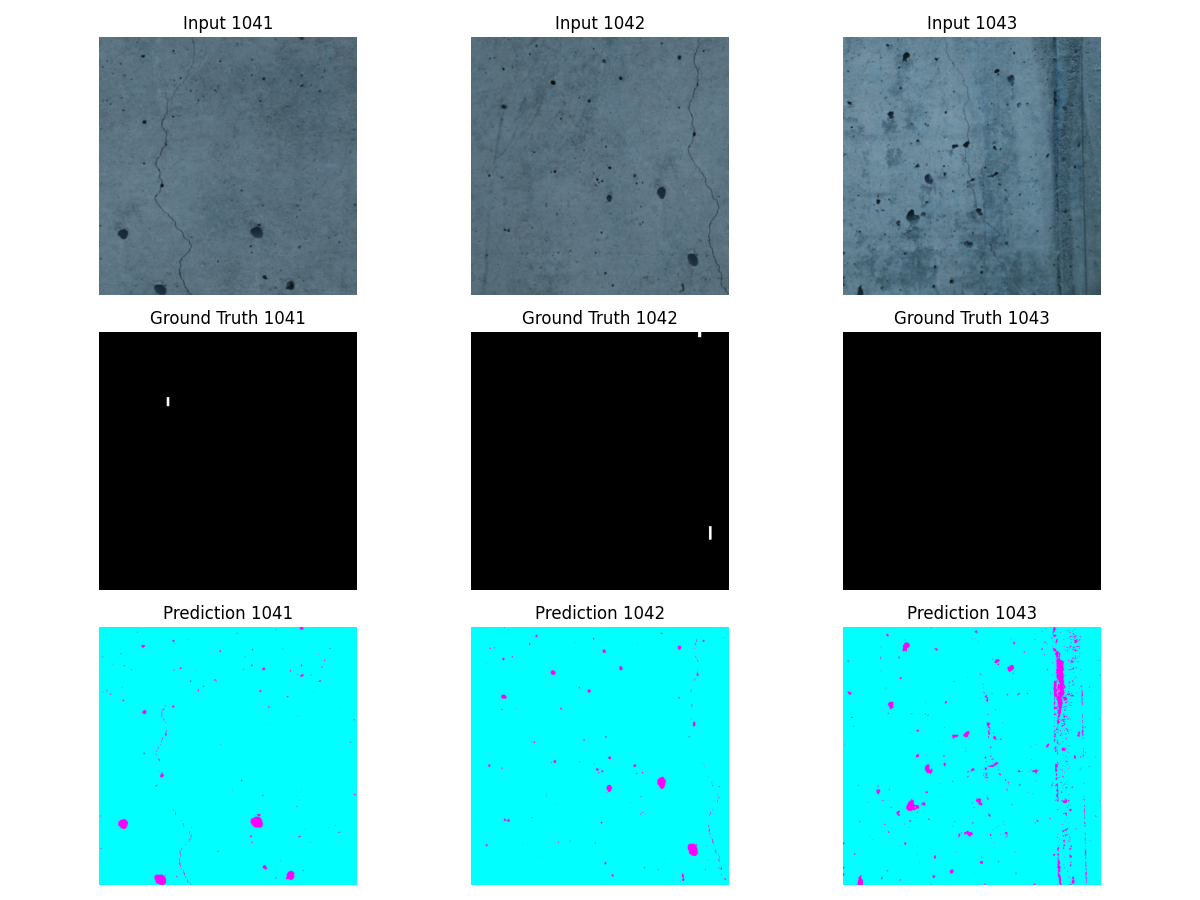 Input 1041
Input 1042
Input 1043
Ground Truth 1041
Ground Truth 1042
Ground Truth 1043
Prediction 1041
Prediction 1042
Prediction 1043